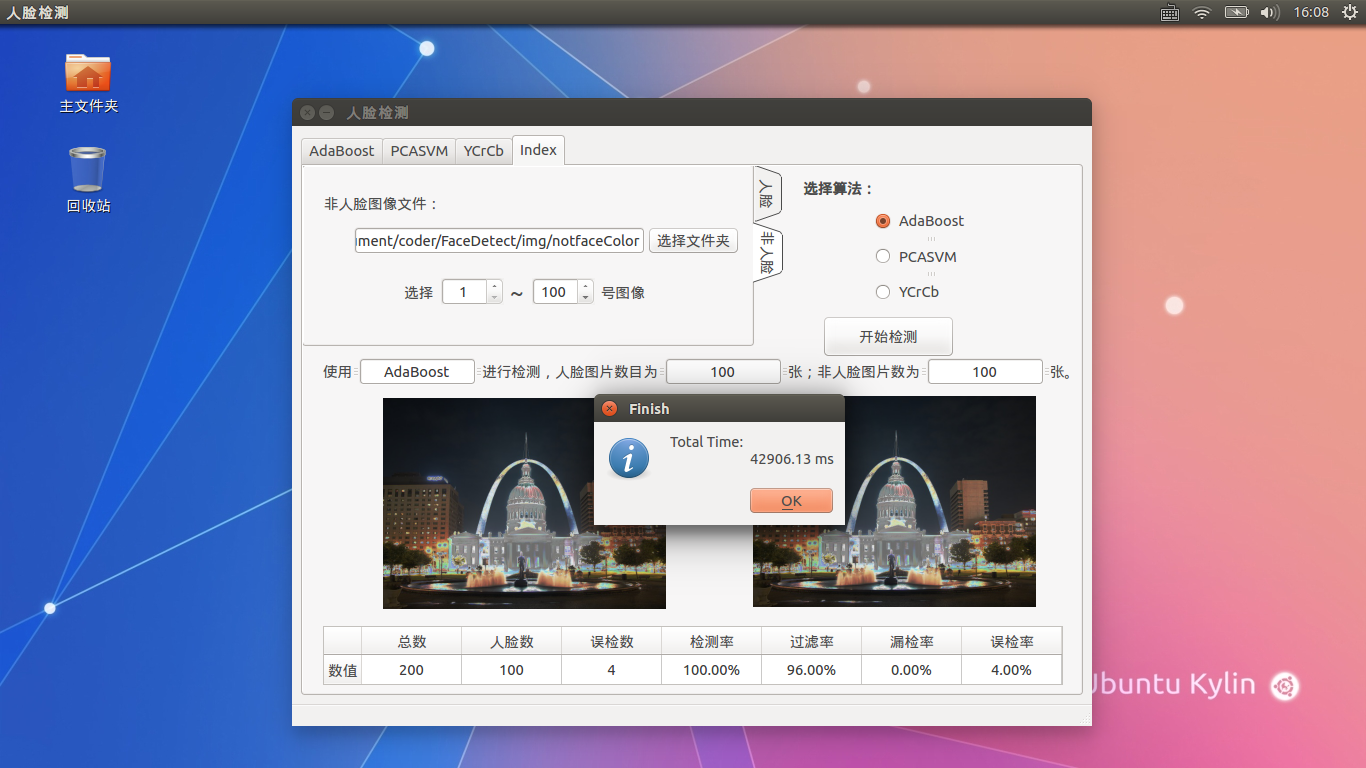 人脸检测
16:08
主文件夹
回收站
人脸检测
AdaBoost PCASVM YCrCb Index
非人脸图像文件：
ment/coder/FaceDetect/img/notfaceColor 选择文件夹
选择 1 ~ 100 号图像
人脸
非人脸
选择算法：
AdaBoost
PCASVM
YCrCb
开始检测
使用 AdaBoost 进行检测，人脸图片数目为 100 张；非人脸图片数为 100 张。
Finish
Total Time:
42906.13 ms
OK
总数 人脸数 误检数 检测率 过滤率 漏检率 误检率
数值 200 100 4 100.00% 96.00% 0.00% 4.00%
Ubuntu Kylin